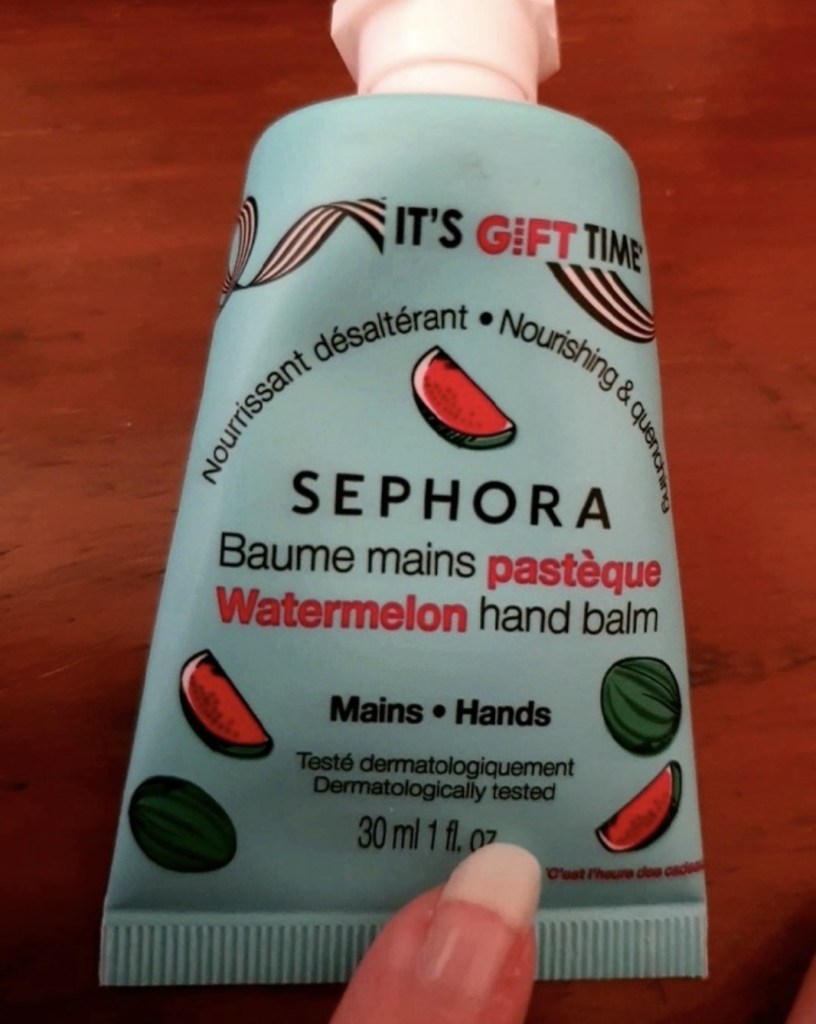 IT'S GIFT TIME*
Nourrissant désaltérant • Nourishing & quenching
SEPHORA
Baume mains pastèque
Watermelon hand balm
Mains • Hands
Testé dermatologiquement
Dermatologically tested
30 ml 1 fl. oz
*C'est l'heure des